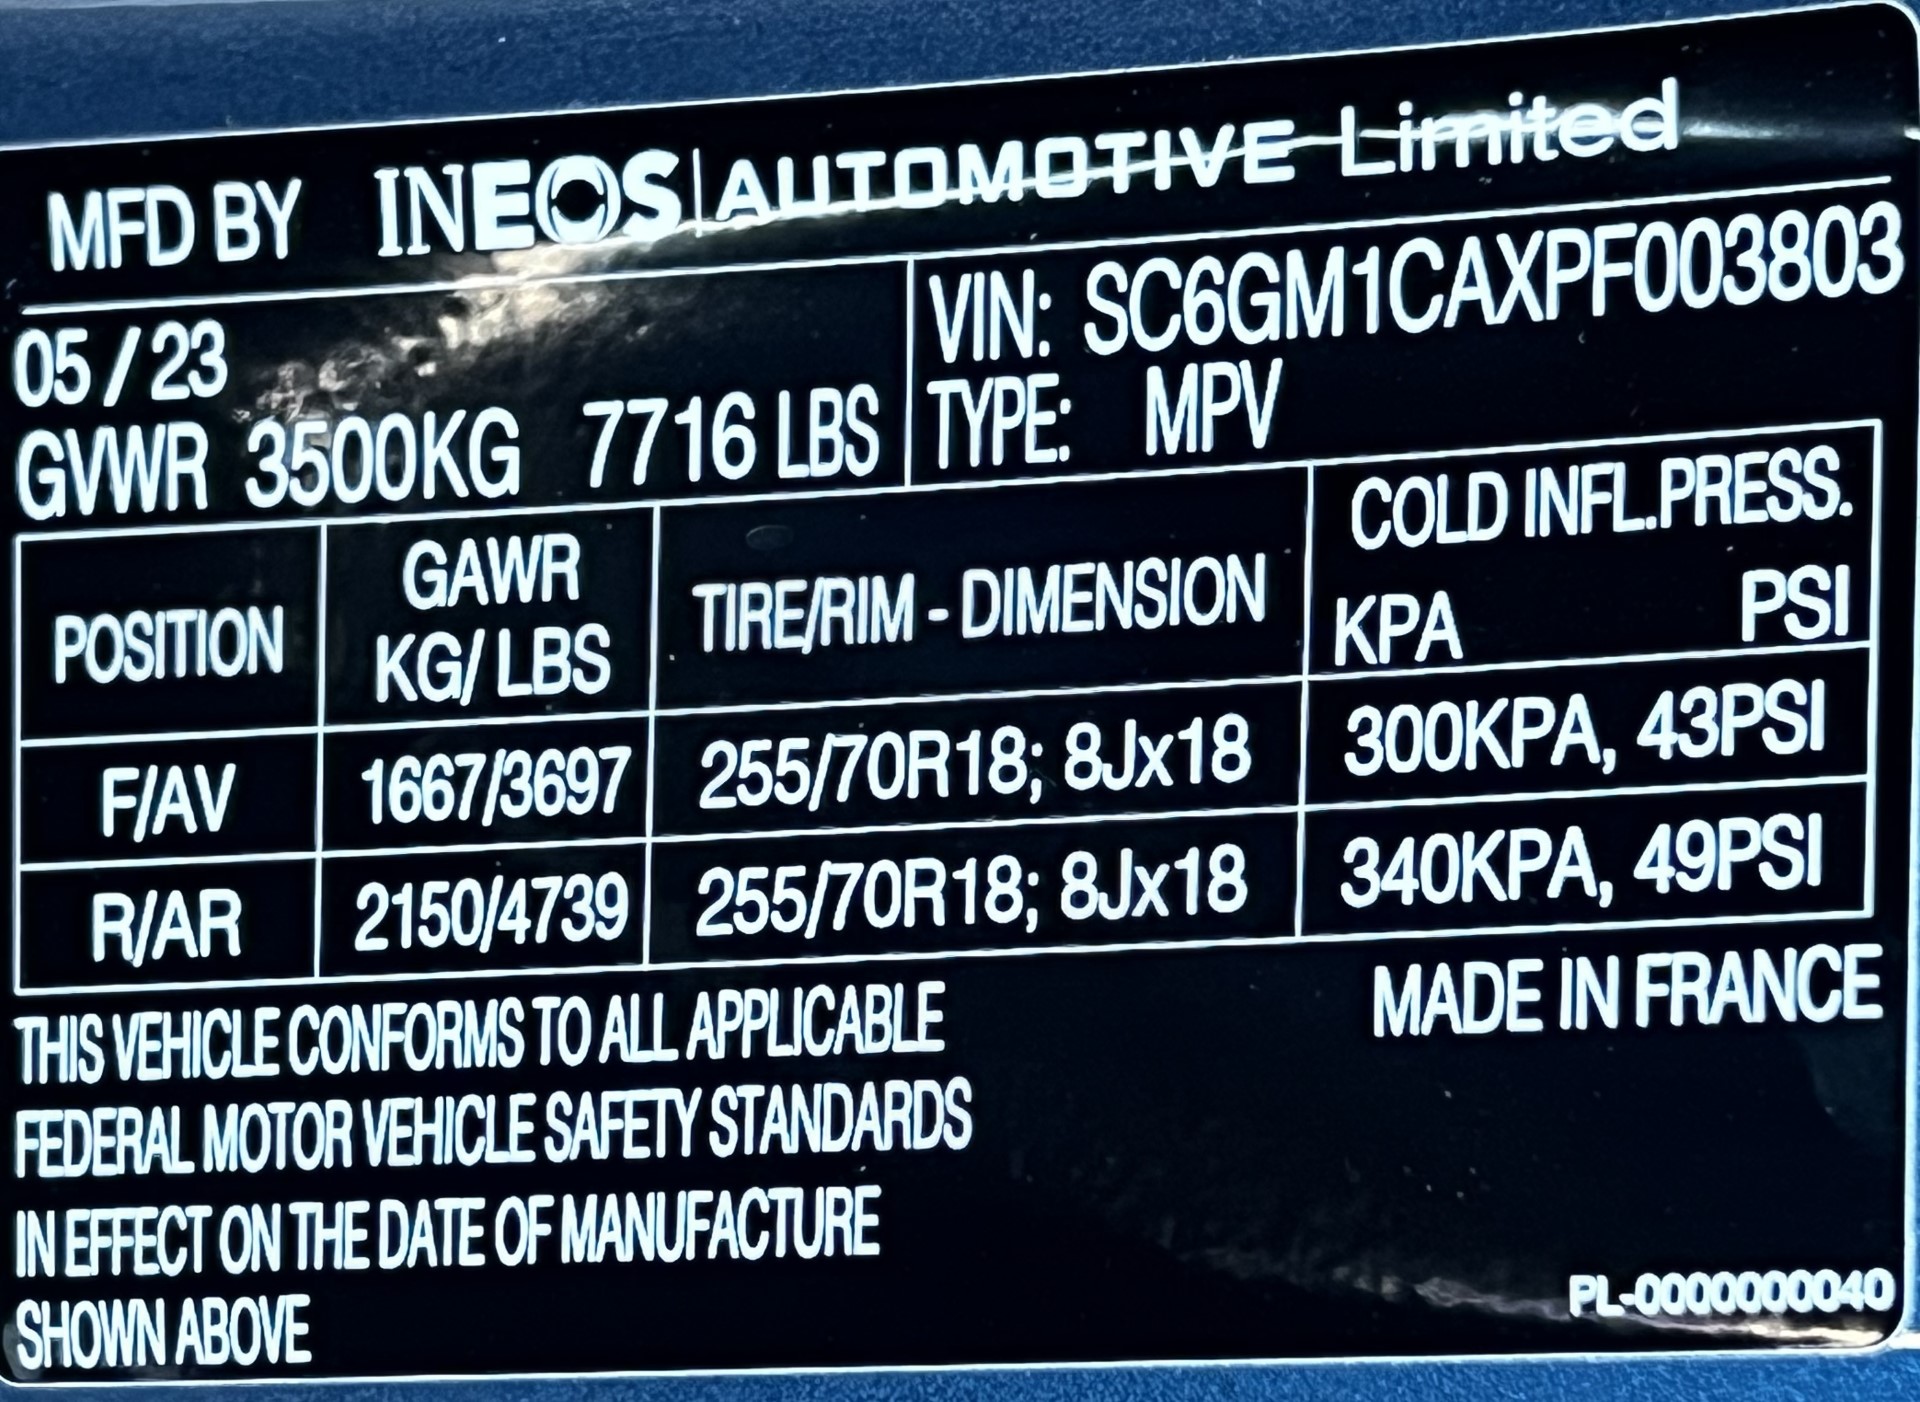 MFD BY INEOS AUTOMOTIVE Limited
05/23
GVWR 3500KG 7716 LBS
VIN: SC6GM1CAXPF003803
TYPE: MPV
POSITION
GAWR
KG/ LBS
TIRE/RIM - DIMENSION
COLD INFL.PRESS.
KPA PSI
F/AV 1667/3697 255/70R18; 8Jx18 300KPA, 43PSI
R/AR 2150/4739 255/70R18; 8Jx18 340KPA, 49PSI
MADE IN FRANCE
THIS VEHICLE CONFORMS TO ALL APPLICABLE
FEDERAL MOTOR VEHICLE SAFETY STANDARDS
IN EFFECT ON THE DATE OF MANUFACTURE
SHOWN ABOVE
PL-0000000040